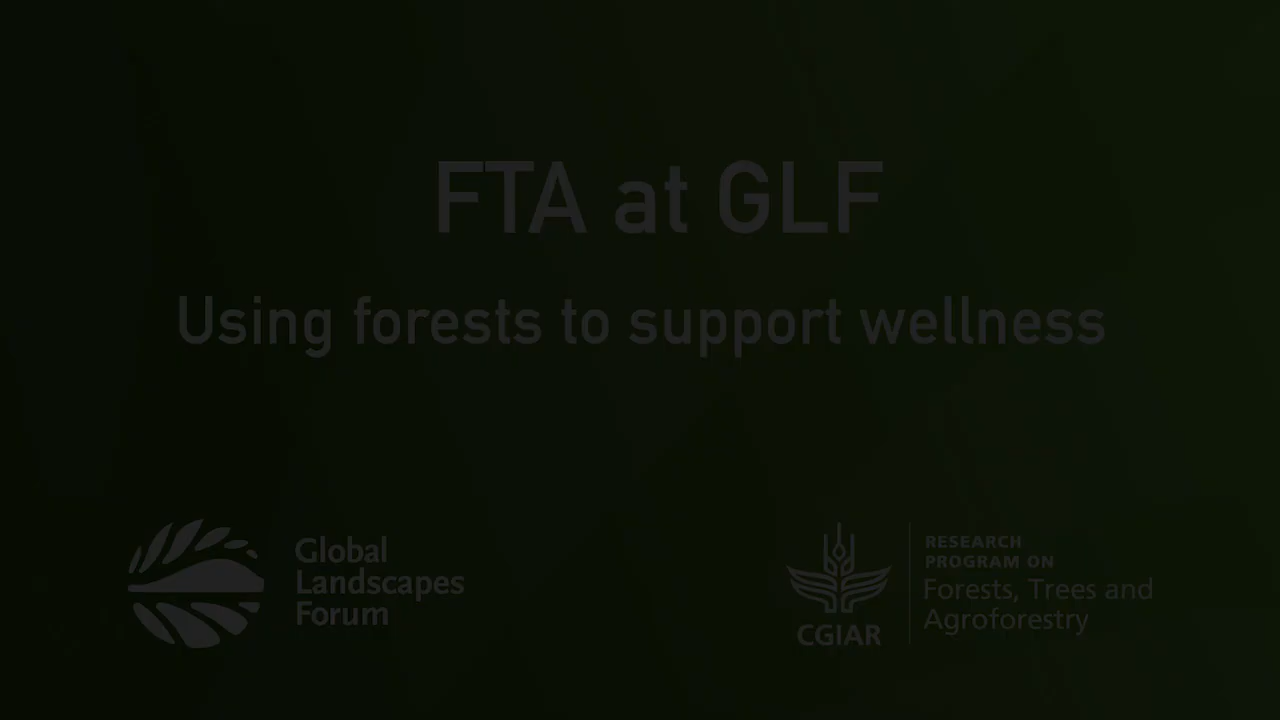 FTA at GLF
Using forests to support wellness
Global
Landscapes
Forum
CGIAR
RESEARCH
PROGRAM ON
Forests, Trees and
Agroforestry